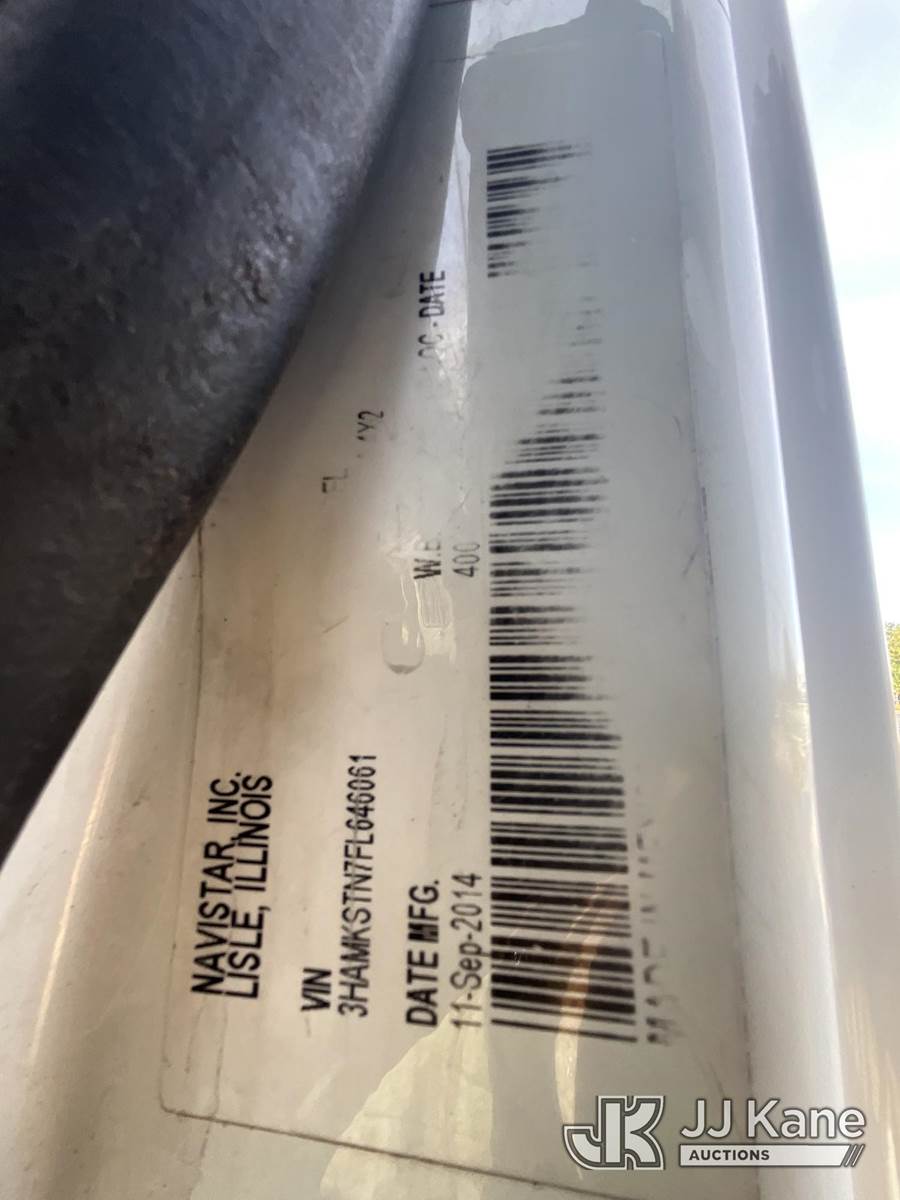 NAVISTAR, INC.
LISLE, ILLINOIS
VIN
3HAMKSTN7FL646061
DATE MFG.
11-Sep-2014
400
-DATE
JJ Kane
AUCTIONS